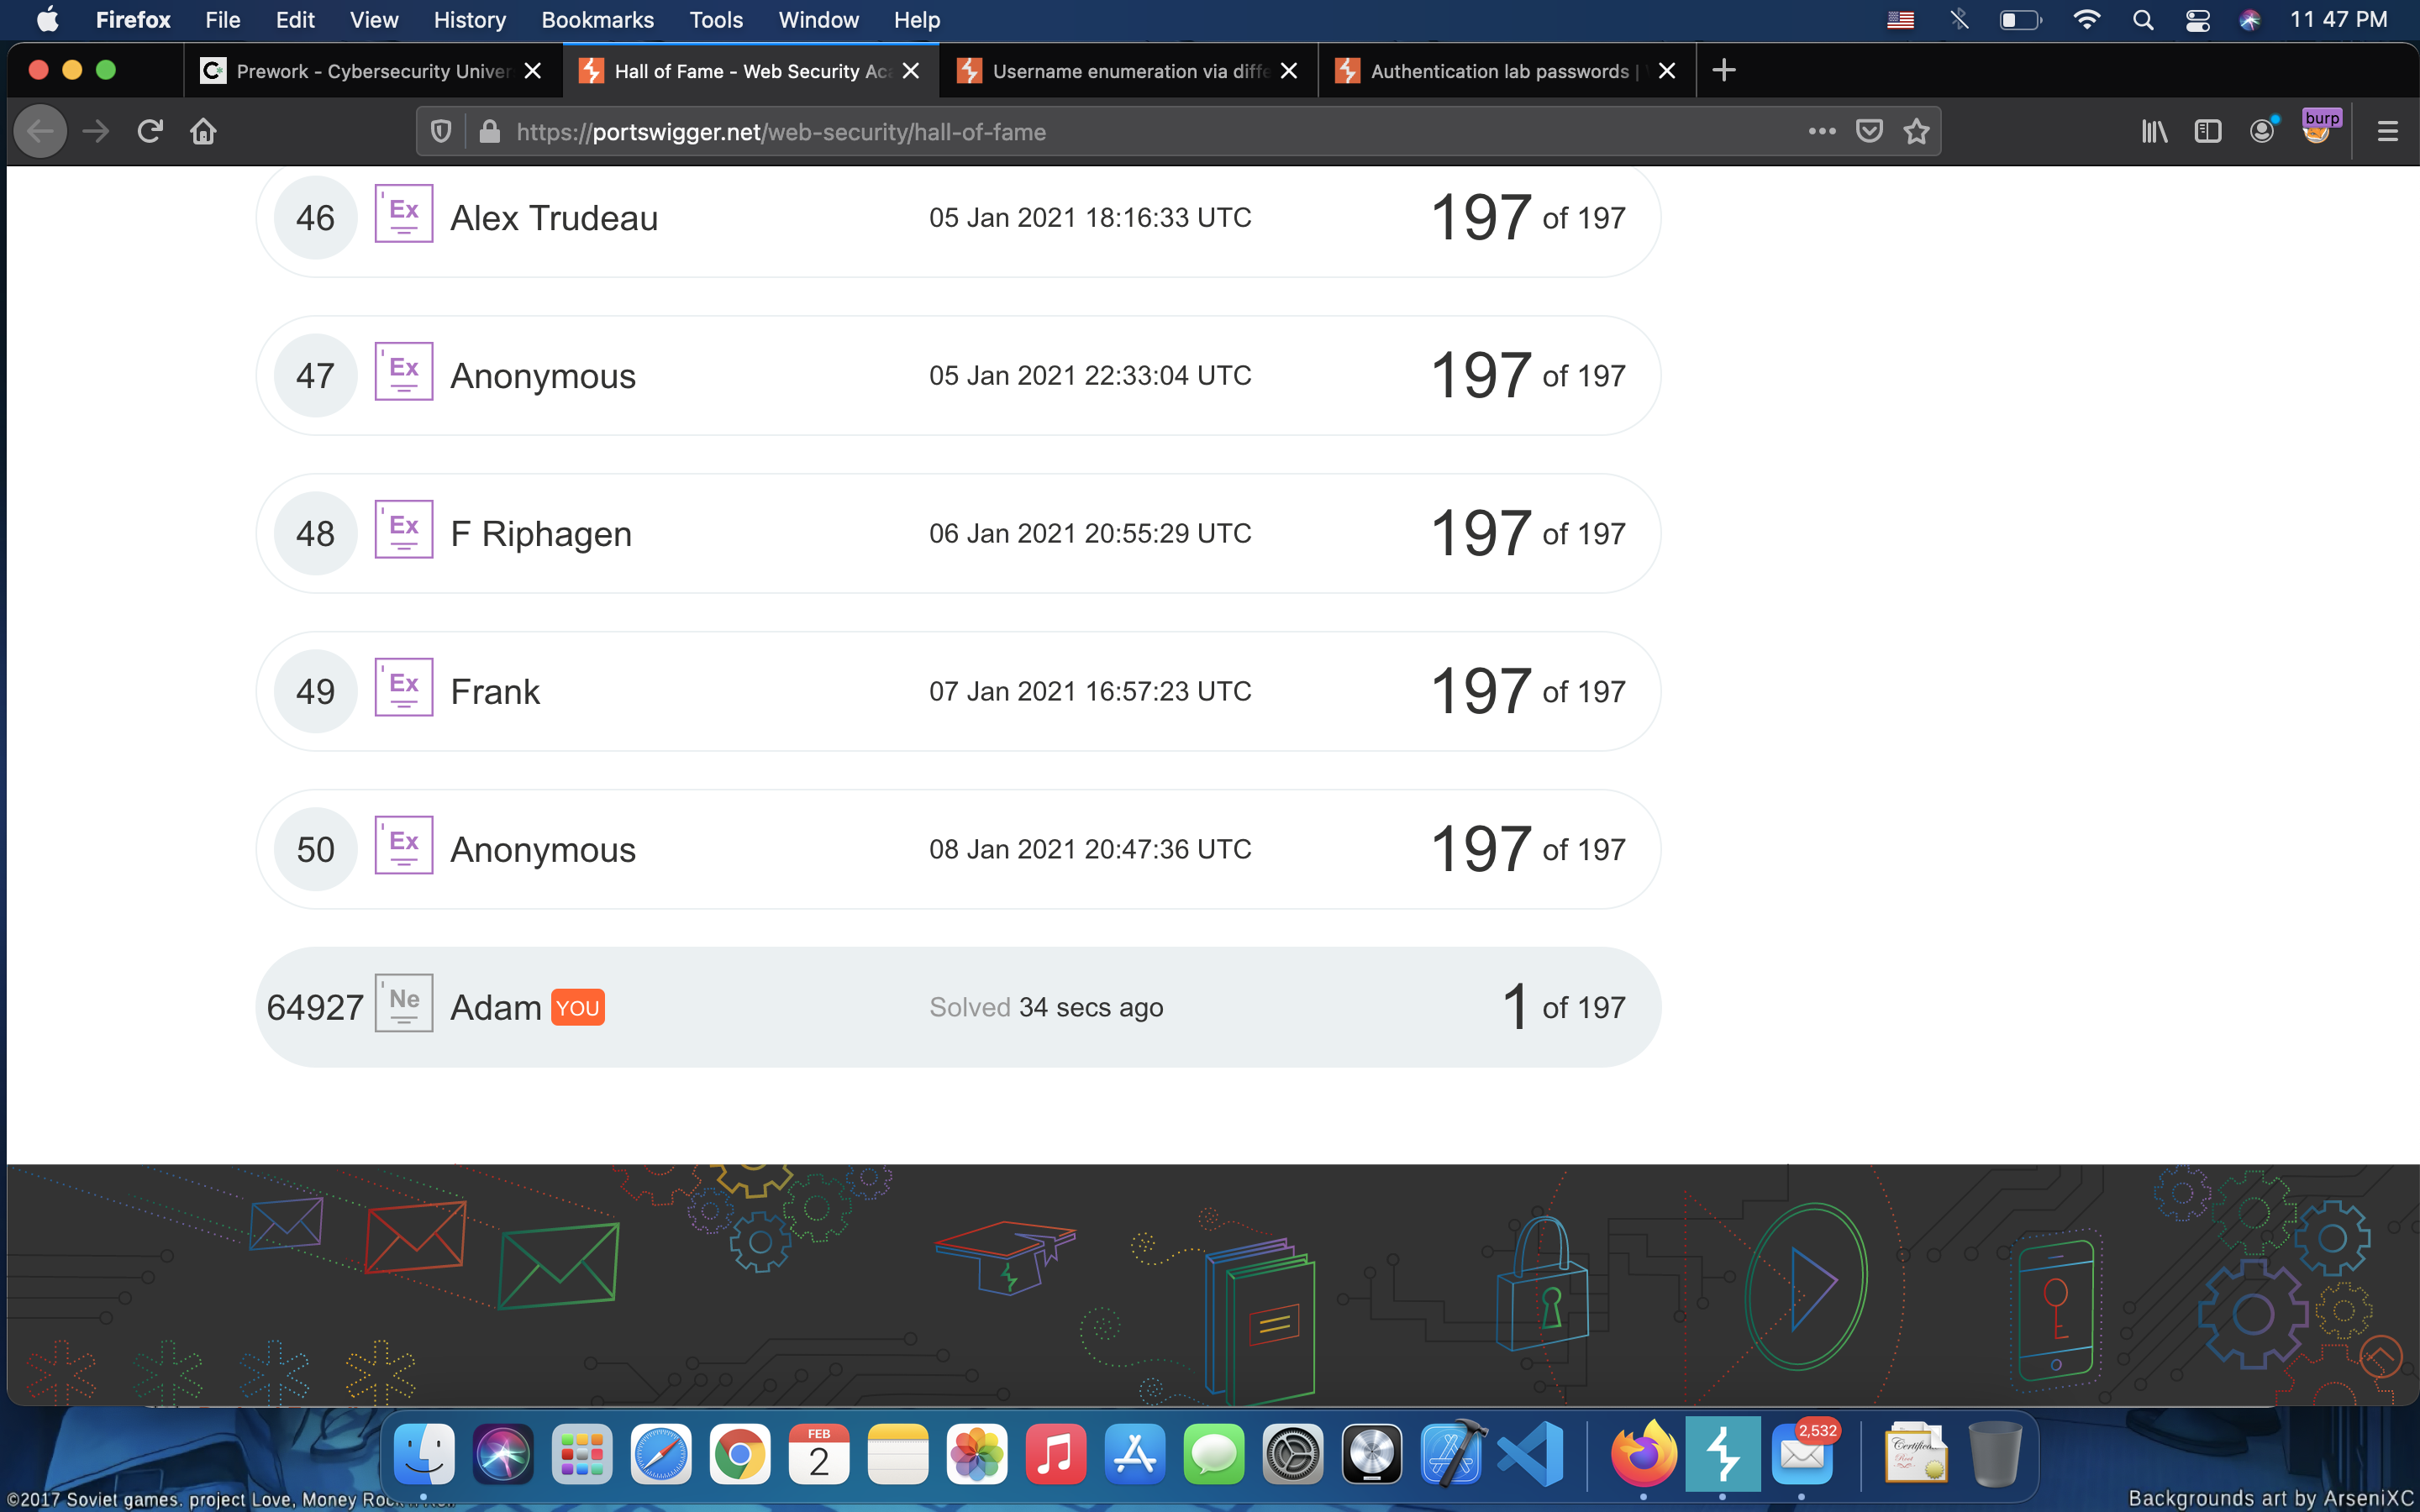 Firefox File Edit View History Bookmarks Tools Window Help 11 47 PM
Prework - Cybersecurity Univer Hall of Fame - Web Security Aca Username enumeration via diffe Authentication lab passwords |
https://portswigger.net/web-security/hall-of-fame burp
46 Ex Alex Trudeau 05 Jan 2021 18:16:33 UTC 197 of 197
47 Ex Anonymous 05 Jan 2021 22:33:04 UTC 197 of 197
48 Ex F Riphagen 06 Jan 2021 20:55:29 UTC 197 of 197
49 Ex Frank 07 Jan 2021 16:57:23 UTC 197 of 197
50 Ex Anonymous 08 Jan 2021 20:47:36 UTC 197 of 197
64927 Ne Adam YOU Solved 34 secs ago 1 of 197
FEB
2
2,532
©2017 Soviet games. project Love, Money
Backgrounds art by ArseniXC